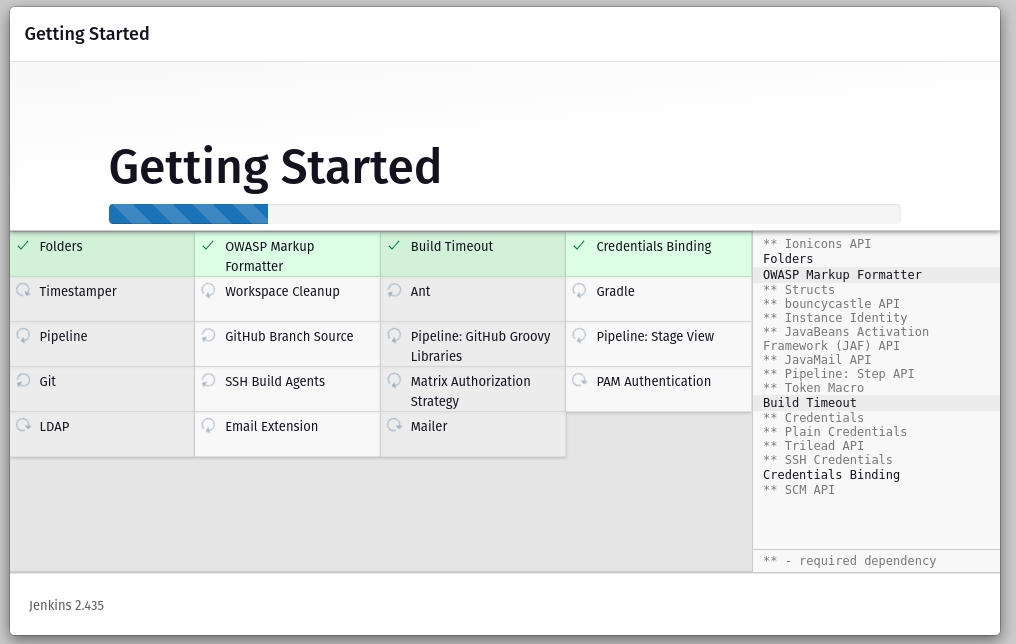 Getting Started
Getting Started
Folders
OWASP Markup
Formatter
Build Timeout
Credentials Binding
Timestamper
Workspace Cleanup
Ant
Gradle
Pipeline
GitHub Branch Source
Pipeline: GitHub Groovy
Libraries
Pipeline: Stage View
Git
SSH Build Agents
Matrix Authorization
Strategy
PAM Authentication
LDAP
Email Extension
Mailer
** Ionicons API
Folders
OWASP Markup Formatter
** Structs
** bouncycastle API
** Instance Identity
** JavaBeans Activation
Framework (JAF) API
** JavaMail API
** Pipeline: Step API
** Token Macro
Build Timeout
** Credentials
** Plain Credentials
** Trilead API
** SSH Credentials
Credentials Binding
** SCM API
** - required dependency
Jenkins 2.435